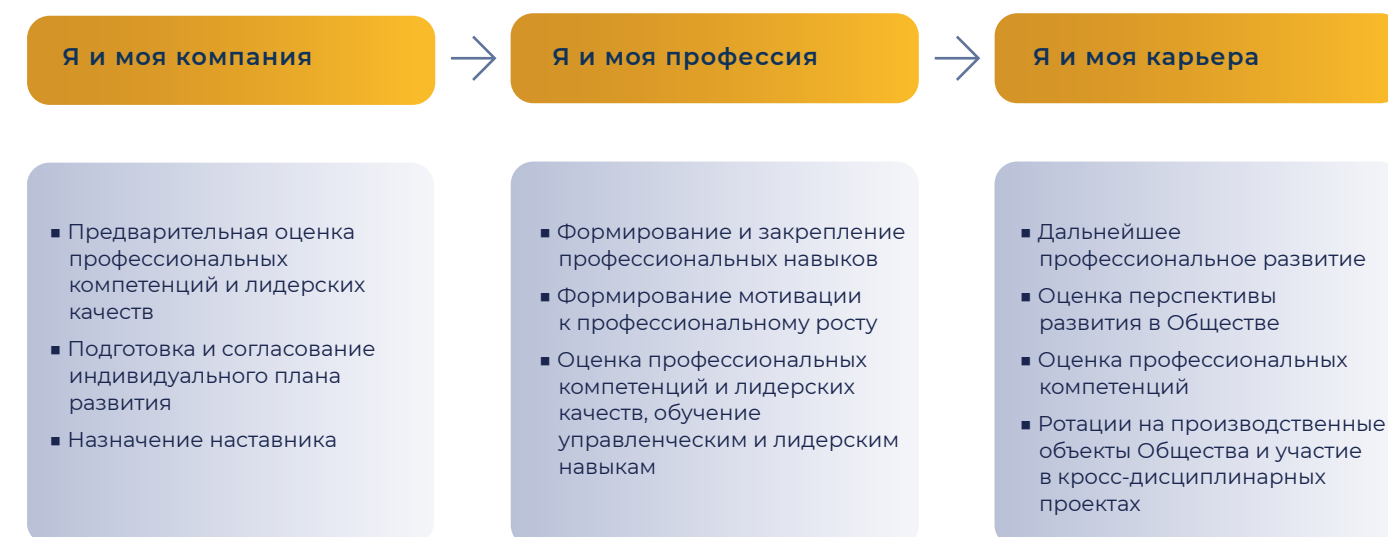 Я и моя компания
Я и моя профессия
Я и моя карьера
▪ Предварительная оценка
профессиональных
компетенций и лидерских
качеств
▪ Подготовка и согласование
индивидуального плана
развития
▪ Назначение наставника
▪ Формирование и закрепление
профессиональных навыков
▪ Формирование мотивации
к профессиональному росту
▪ Оценка профессиональных
компетенций и лидерских
качеств, обучение
управленческим и лидерским
навыкам
▪ Дальнейшее
профессиональное развитие
▪ Оценка перспективы
развития в Обществе
▪ Оценка профессиональных
компетенций
▪ Ротации на производственные
объекты Общества и участие
в кросс-дисциплинарных
проектах